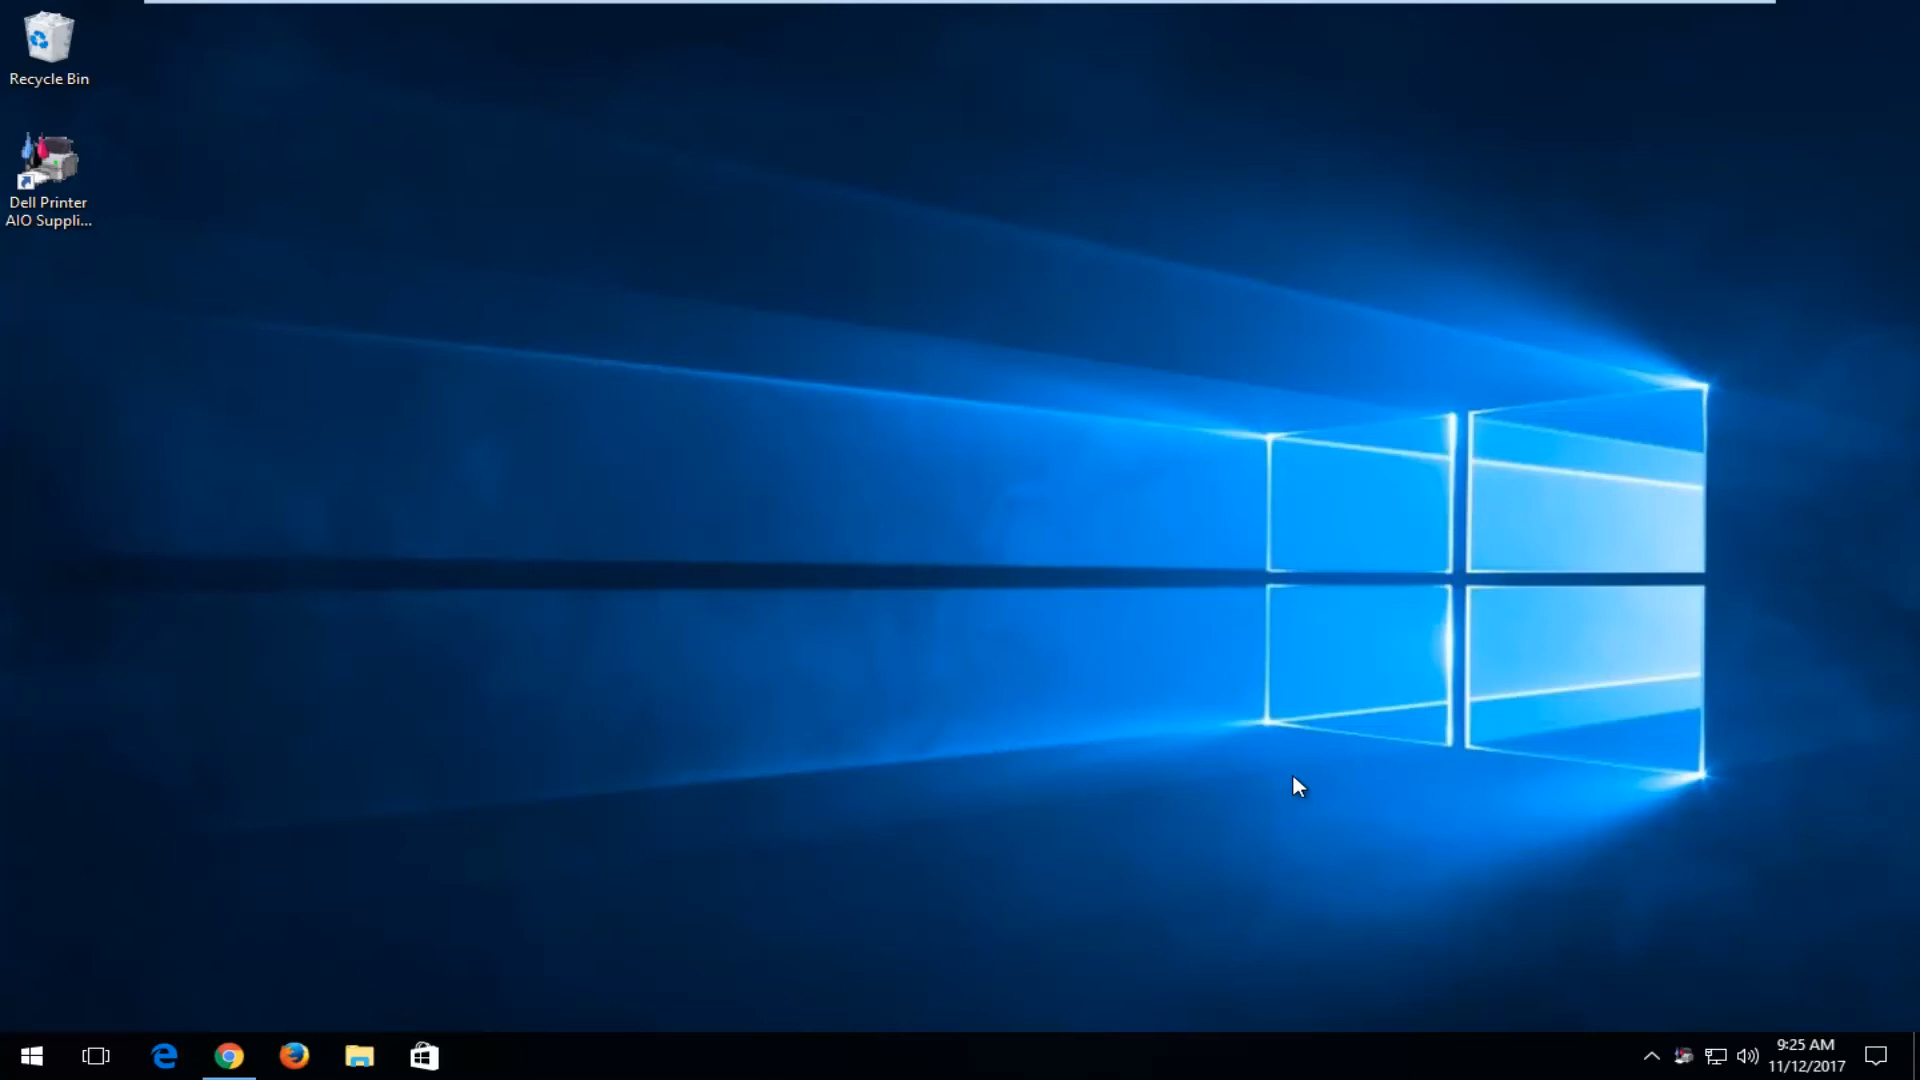 Recycle Bin
Dell Printer
AIO Suppli...
9:25 AM
11/12/2017